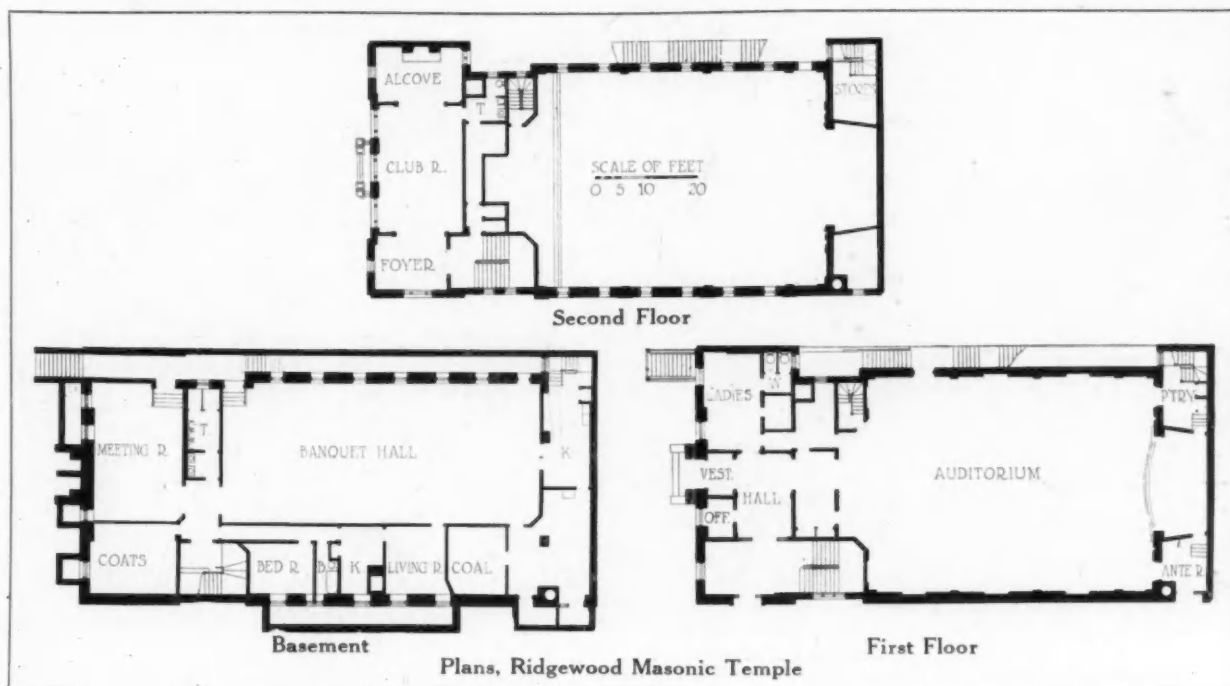 ALCOVE
T
STORES
CLUB R.
SCALE OF FEET
0 5 10 20
FOYER
Second Floor
MEETING R.
T
BANQUET HALL
K
COATS
BED R.
B.
K
LIVING R.
COAL
Basement
LADIES
W
PTRY
VEST.
HALL
AUDITORIUM
OFF.
ANTE R.
First Floor
Plans, Ridgewood Masonic Temple